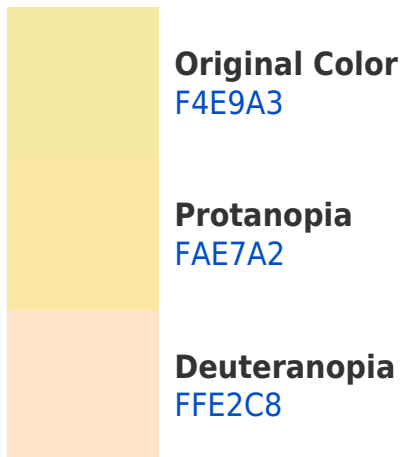 Original Color
F4E9A3
Protanopia
FAE7A2
Deuteranopia
FFE2C8